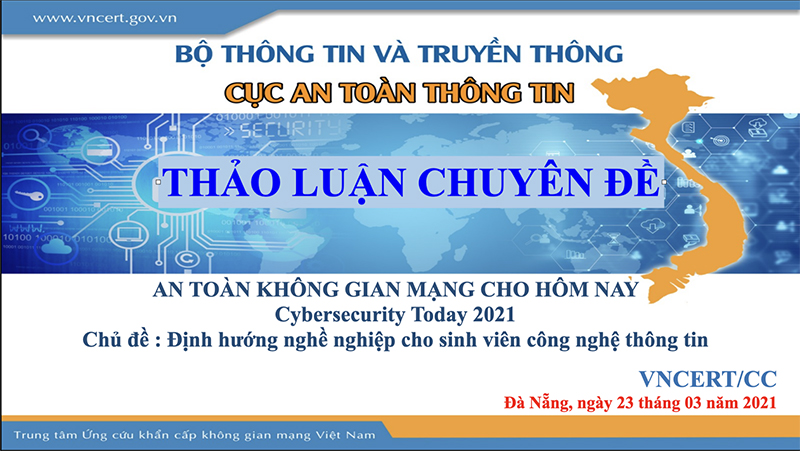 www.vncert.gov.vn
BỘ THÔNG TIN VÀ TRUYỀN THÔNG
CỤC AN TOÀN THÔNG TIN
SECURITY
THẢO LUẬN CHUYÊN ĐỀ
AN TOÀN KHÔNG GIAN MẠNG CHO HÔM NAY
Cybersecurity Today 2021
Chủ đề : Định hướng nghề nghiệp cho sinh viên công nghệ thông tin
VNCERT/CC
Đà Nẵng, ngày 23 tháng 03 năm 2021
Trung tâm Ứng cứu khẩn cấp không gian mạng Việt Nam